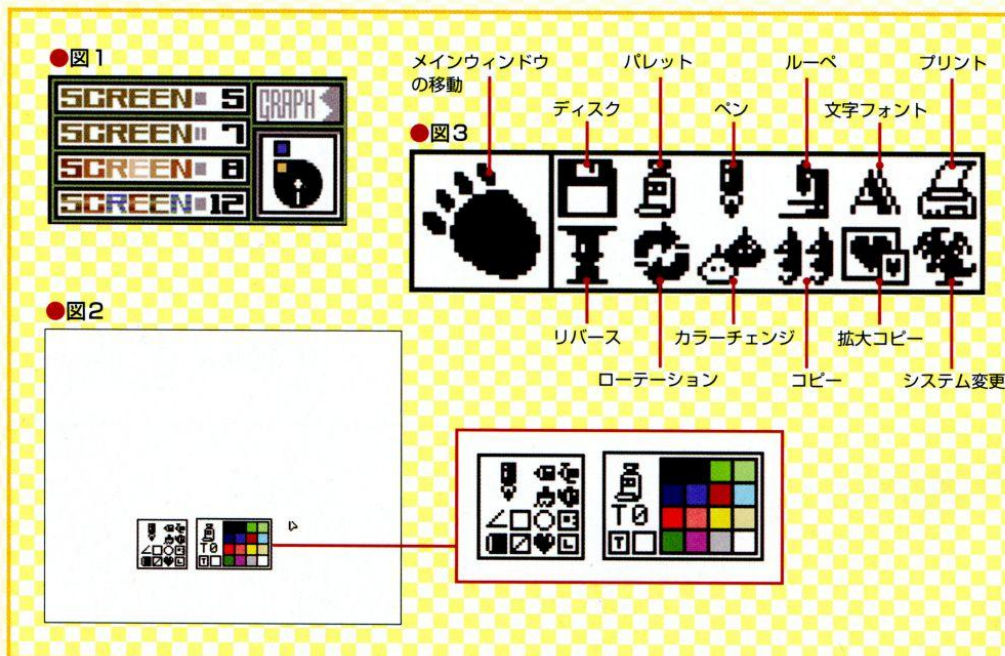 ●図1
SCREEN 5
SCREEN 7
SCREEN 8
SCREEN 12
GRAPH
●図3
メインウィンドウ
の移動
パレット
ルーペ
プリント
ディスク
ペン
文字フォント
A
リバース
カラーチェンジ
拡大コピー
ローテーション
コピー
システム変更
●図2
T0
T
L
T0
T
L